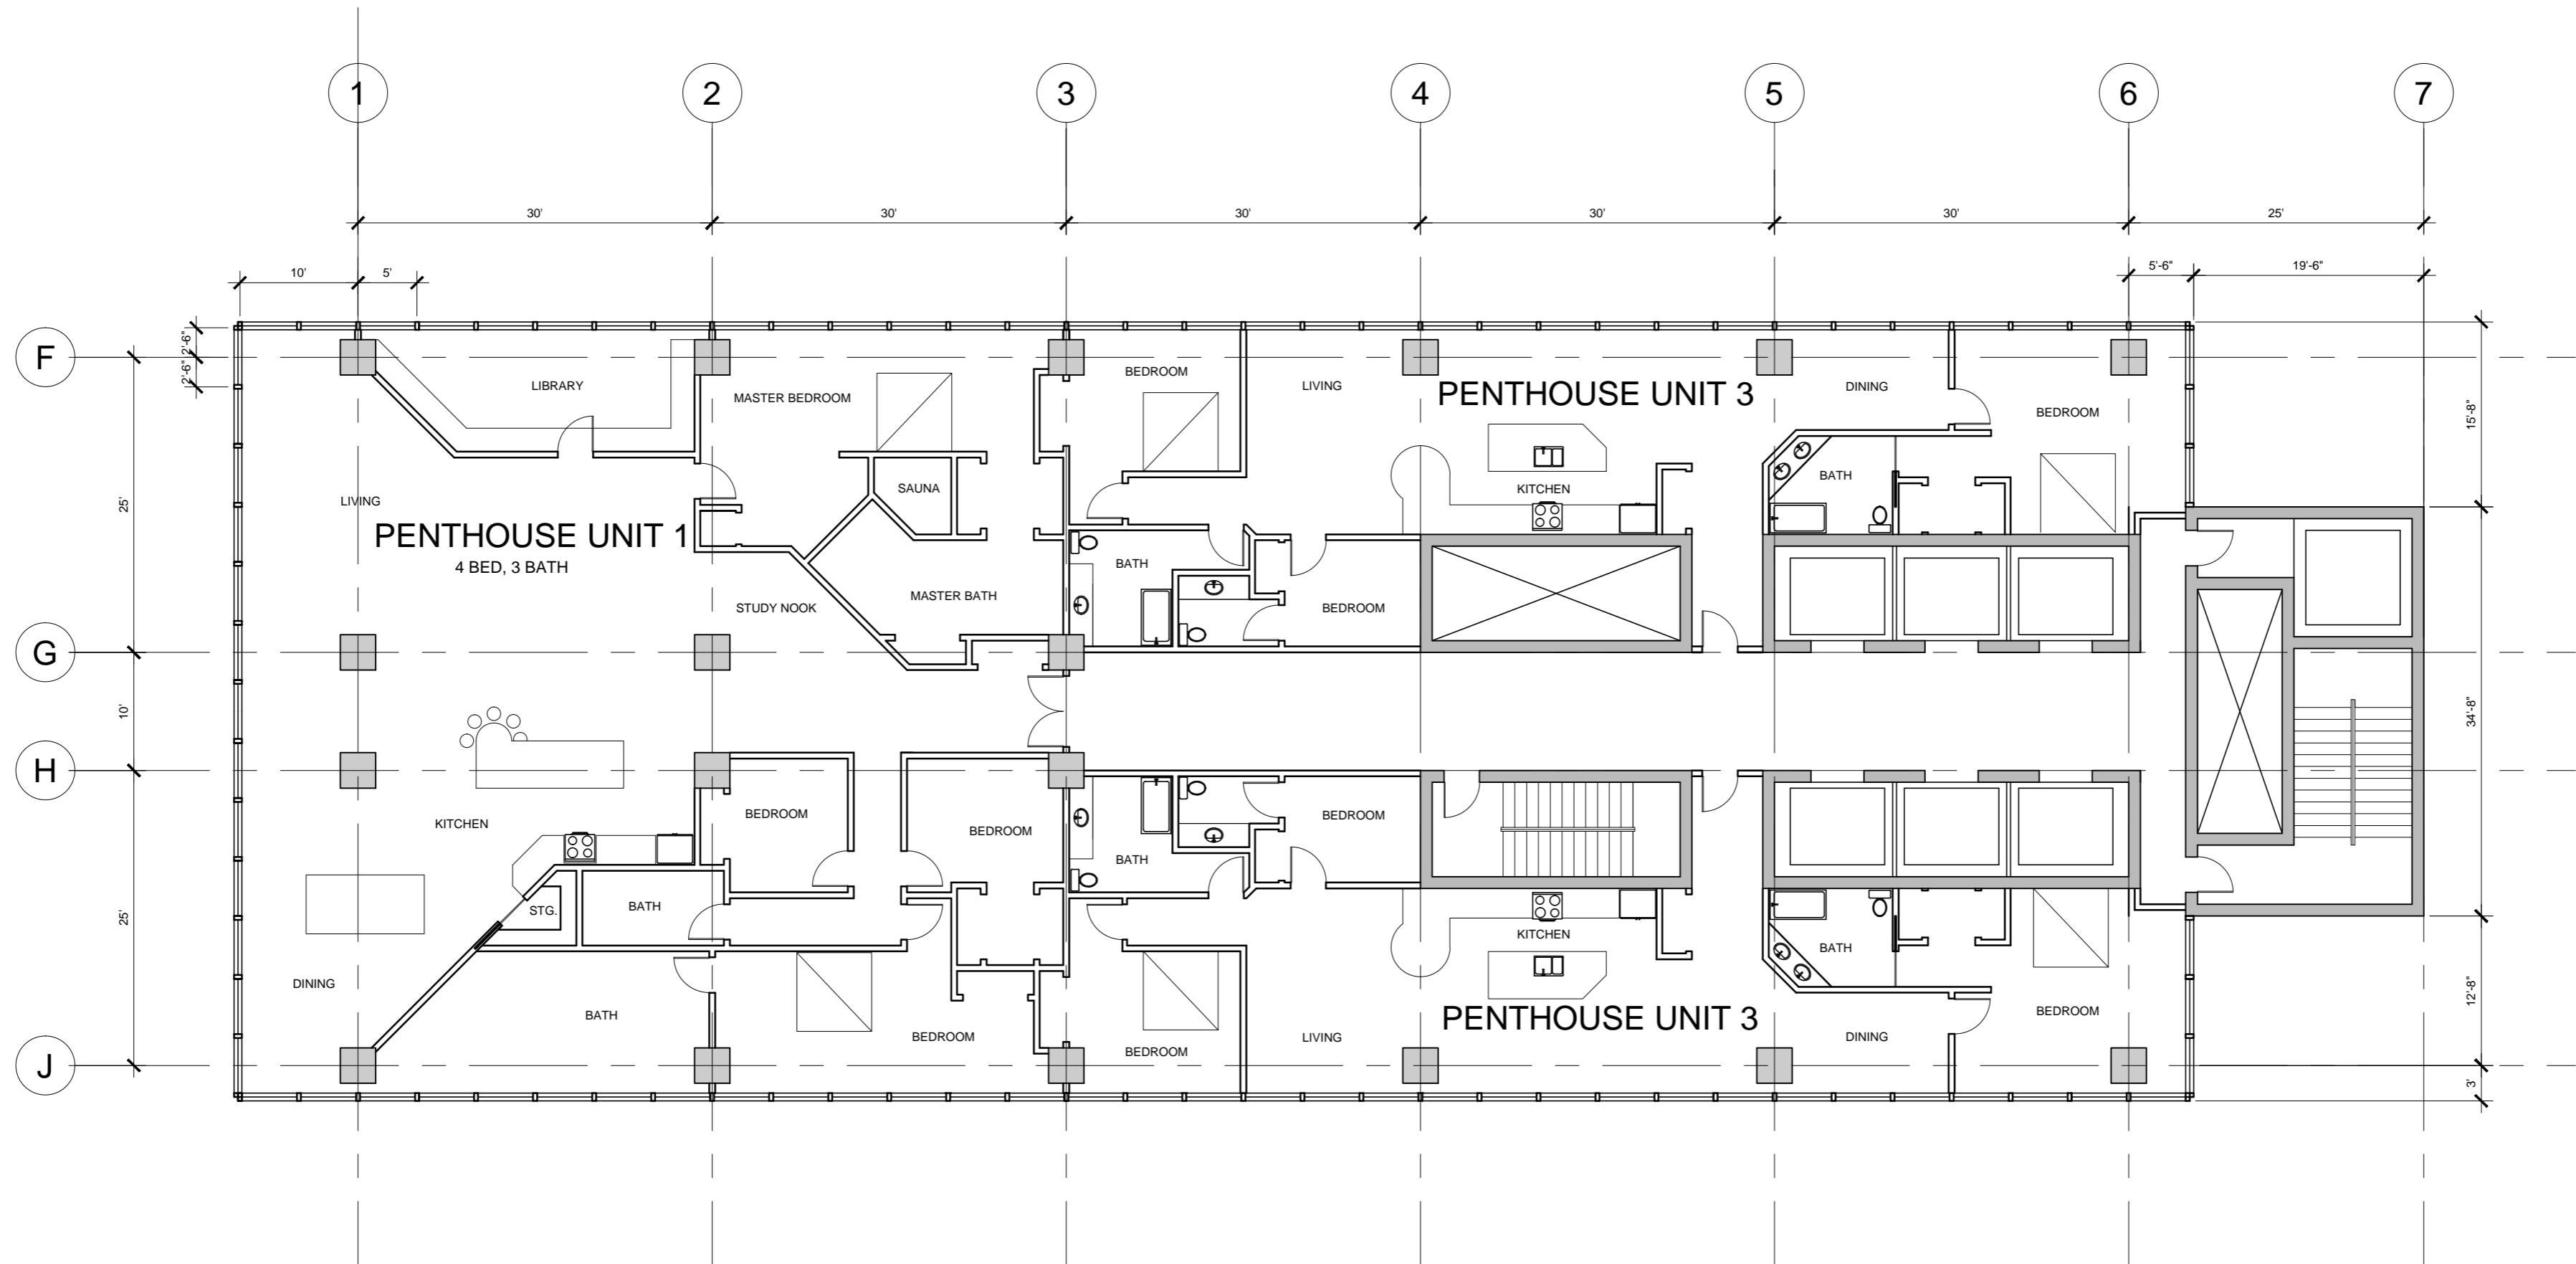 1 2 3 4 5 6 7
30' 30' 30' 30' 30' 25'
10' 5' 5'-6" 19'-6"
2'-6"
2'-6"
F
G
H
J
25'
10'
25'
15'-8"
34'-8"
12'-8"
3'
LIBRARY
MASTER BEDROOM
BEDROOM
LIVING
PENTHOUSE UNIT 3
DINING
BEDROOM
LIVING
SAUNA
KITCHEN
BATH
PENTHOUSE UNIT 1
4 BED, 3 BATH
STUDY NOOK
MASTER BATH
BATH
BEDROOM
KITCHEN
BEDROOM
BEDROOM
BATH
BEDROOM
STG.
BATH
KITCHEN
BATH
DINING
BATH
BEDROOM
BEDROOM
LIVING
PENTHOUSE UNIT 3
DINING
BEDROOM